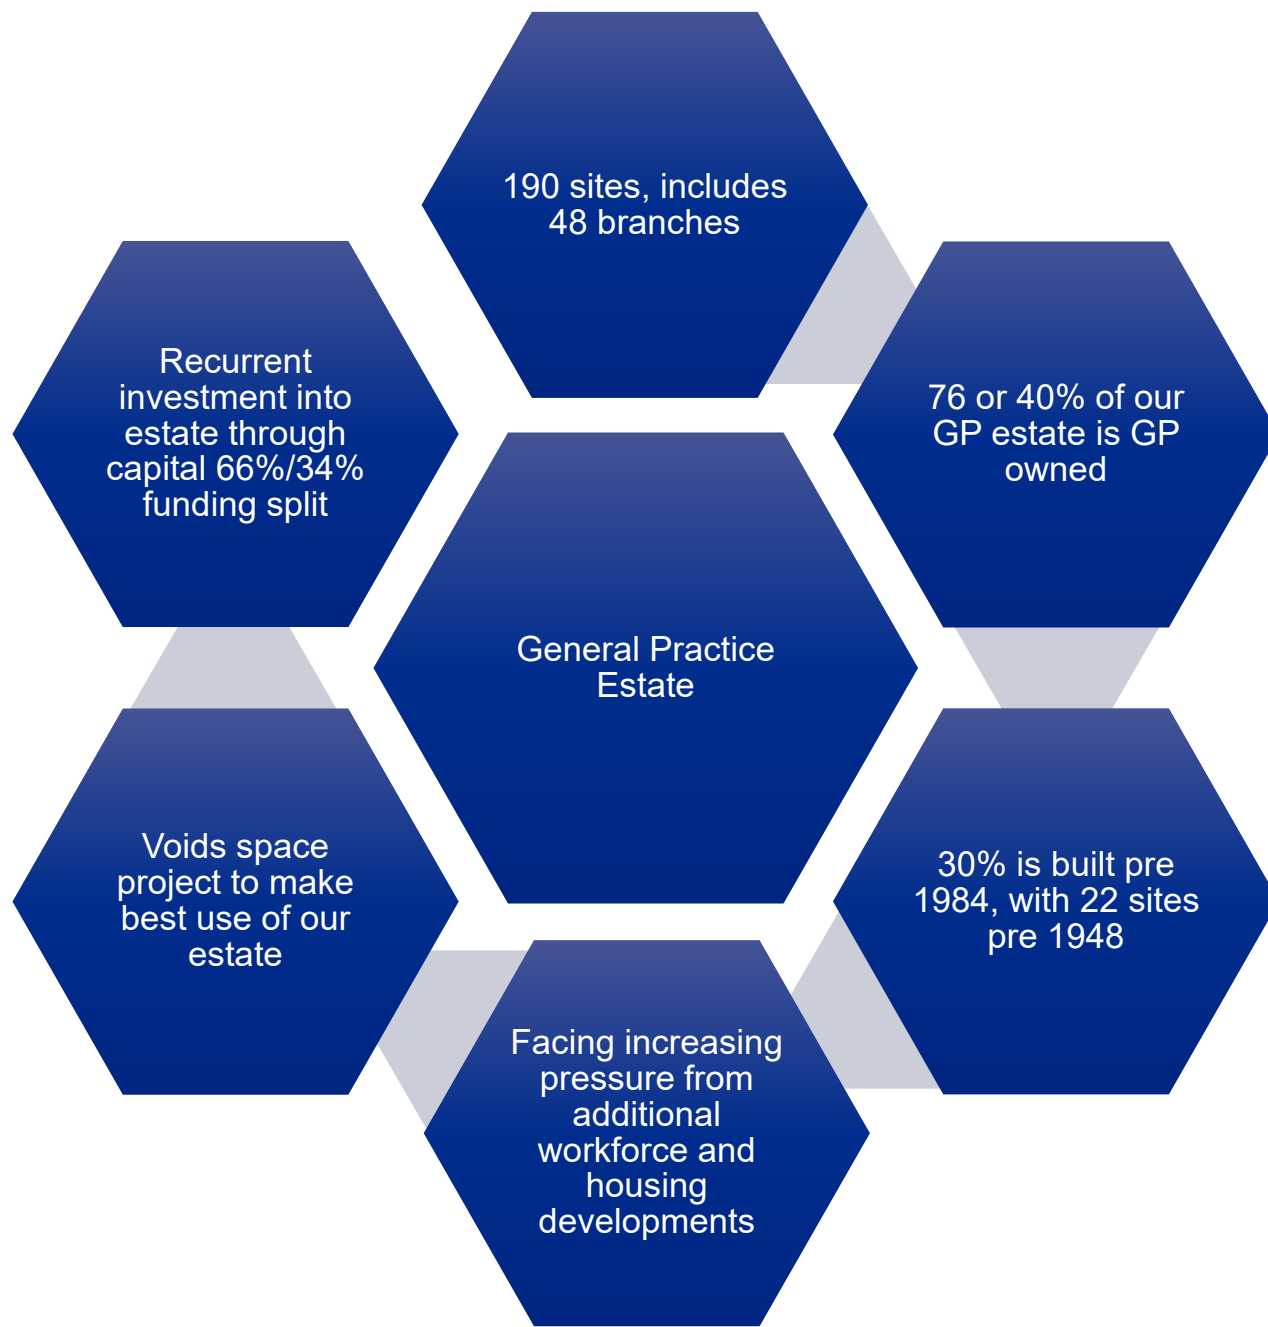 190 sites, includes
48 branches
76 or 40% of our
GP estate is GP
owned
30% is built pre
1984, with 22 sites
pre 1948
Facing increasing
pressure from
additional
workforce and
housing
developments
Voids space
project to make
best use of our
estate
Recurrent
investment into
estate through
capital 66%/34%
funding split
General Practice
Estate